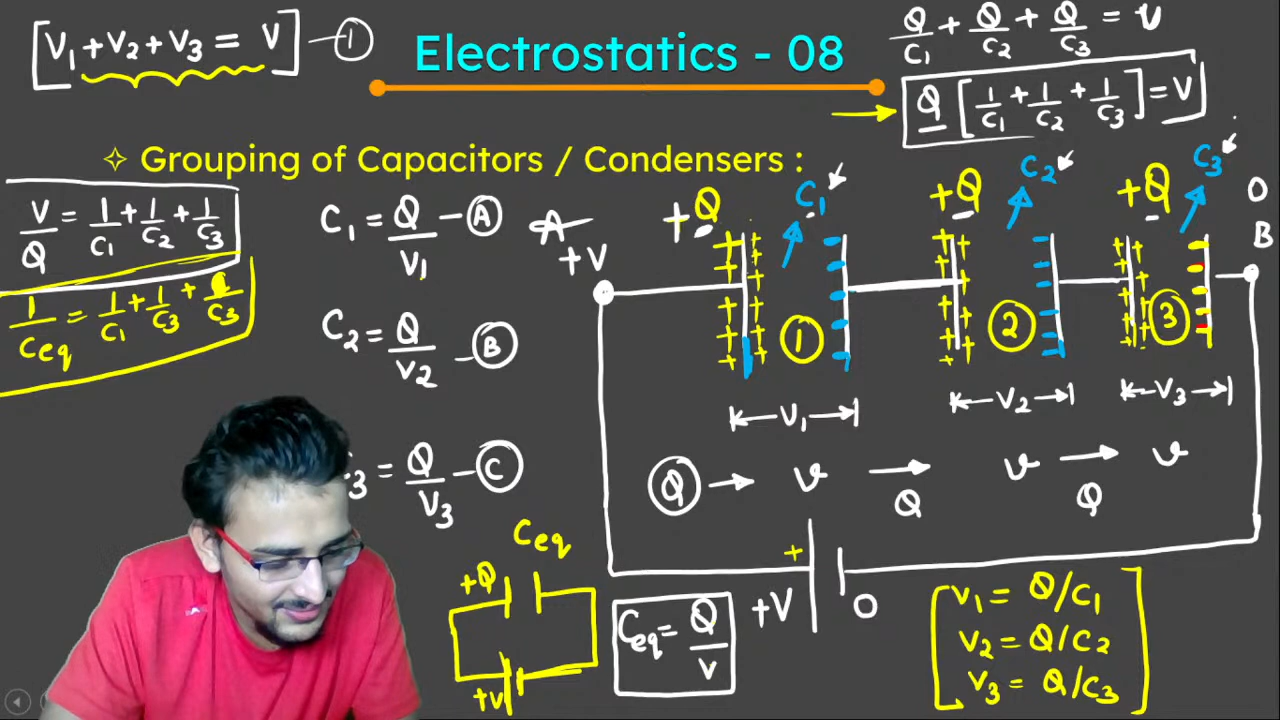 [V₁ + V₂ + V₃ = V] — ①
Electrostatics - 08
Q/C₁ + Q/C₂ + Q/C₃ = V
Q [1/C₁ + 1/C₂ + 1/C₃] = V
✧ Grouping of Capacitors / Condensers :
V/Q = 1/C₁ + 1/C₂ + 1/C₃
1/Ceq = 1/C₁ + 1/C₃ + 1/C₃
C₁ = Q/V₁ — Ⓐ
C₂ = Q/V₂ — Ⓑ
₃ = Q/V₃ — Ⓒ
A
+V
+Q
C₁
+Q
C₂
+Q
C₃
O
B
①
②
③
V₁
V₂
V₃
Q → V → V → V
Q
Q
+
+V
O
Ceq
+Q
+V
Ceq = Q/V
V₁ = Q/C₁
V₂ = Q/C₂
V₃ = Q/C₃